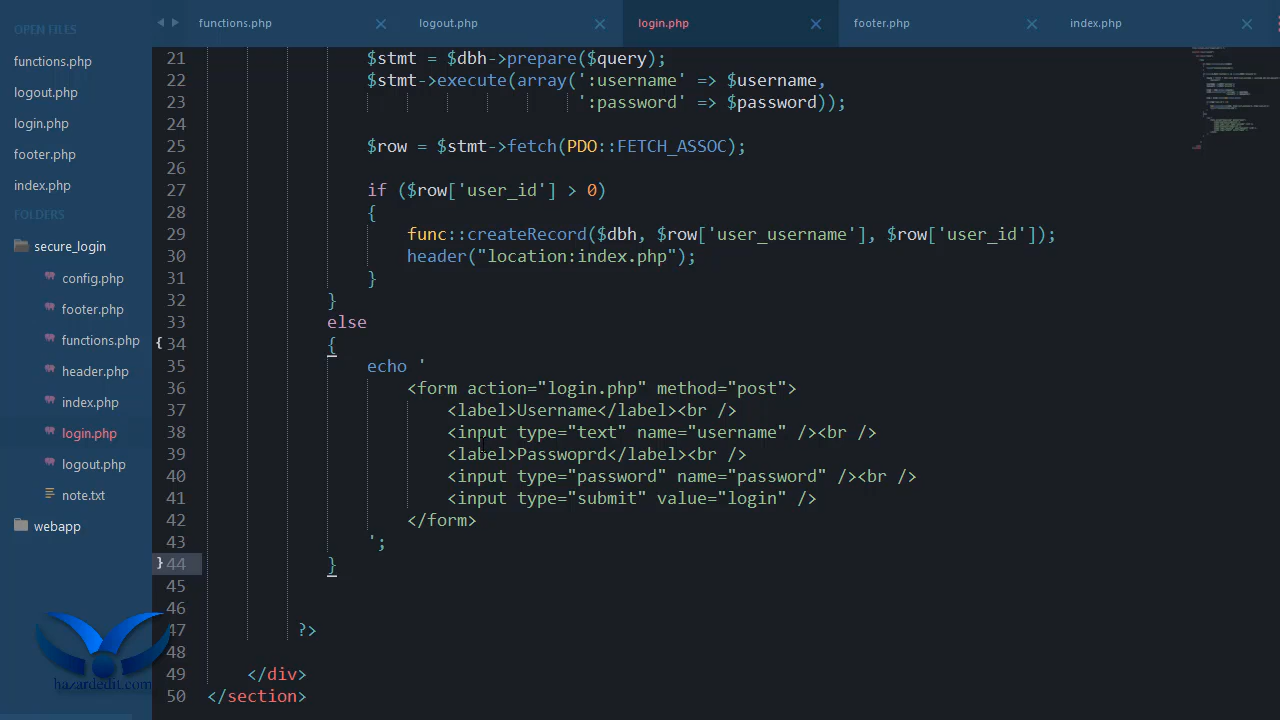 OPEN FILES
functions.php
logout.php
login.php
footer.php
index.php
FOLDERS
secure_login
config.php
footer.php
functions.php
header.php
index.php
login.php
logout.php
note.txt
webapp
hazardedit.com
functions.php logout.php login.php footer.php index.php
21 $stmt = $dbh->prepare($query);
22 $stmt->execute(array(':username' => $username,
23 ':password' => $password));
24
25 $row = $stmt->fetch(PDO::FETCH_ASSOC);
26
27 if ($row['user_id'] > 0)
28 {
29 func::createRecord($dbh, $row['user_username'], $row['user_id']);
30 header("location:index.php");
31 }
32 }
33 else
{ 34 {
35 echo '
36 <form action="login.php" method="post">
37 <label>Username</label><br />
38 <input type="text" name="username" /><br />
39 <label>Passwoprd</label><br />
40 <input type="password" name="password" /><br />
41 <input type="submit" value="login" />
42 </form>
43 ';
} 44 }
45
46
47 ?>
48
49 </div>
50 </section>